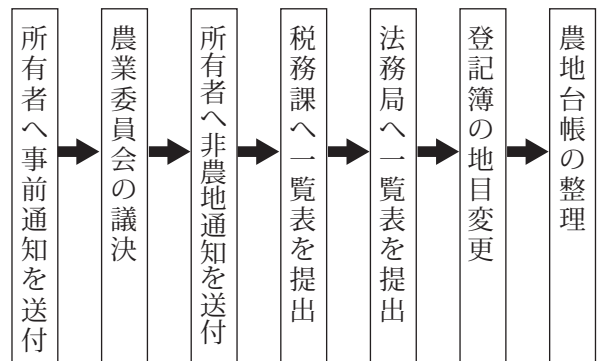 所有者へ事前通知を送付
農業委員会の議決
所有者へ非農地通知を送付
税務課へ一覧表を提出
法務局へ一覧表を提出
登記簿の地目変更
農地台帳の整理